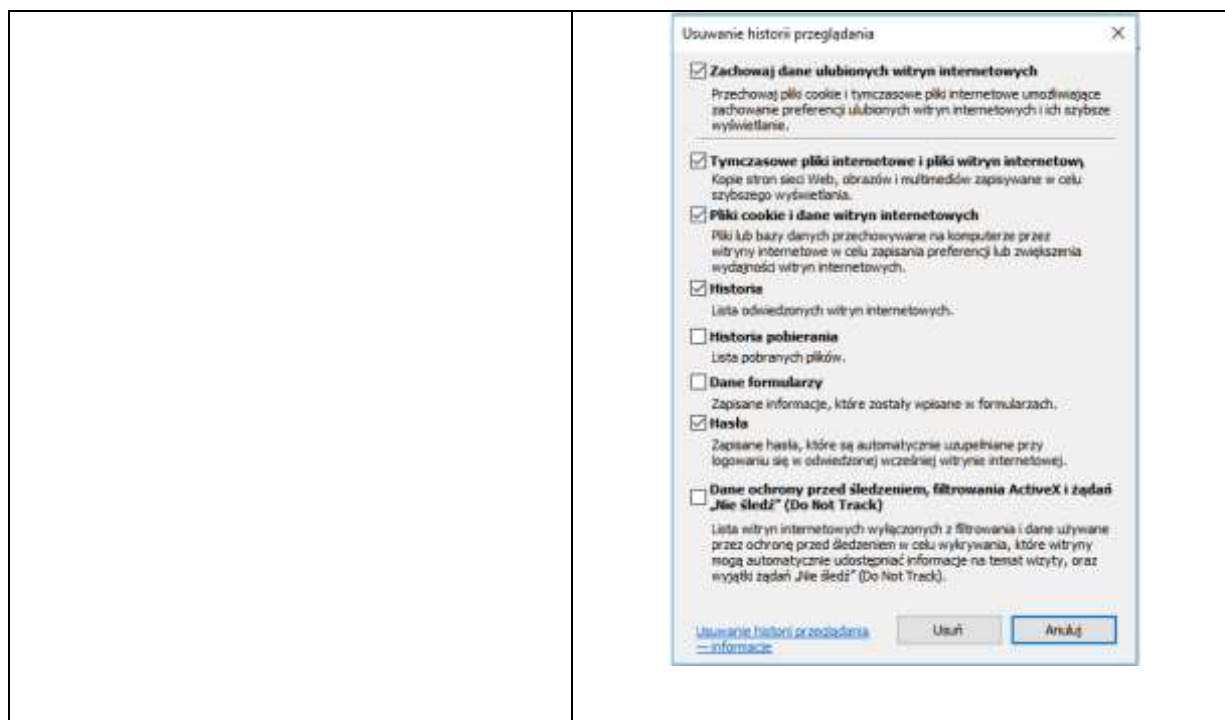 Usuwanie historii przeglądania
Zachowaj dane ulubionych witryn internetowych
Przechowaj pliki cookie i tymczasowe pliki internetowe umożliwiające
zachowanie preferencji ulubionych witryn internetowych i ich szybsze
wyświetlanie.
Tymczasowe pliki internetowe i pliki witryn internetowy
Kopie stron sieci Web, obrazów i multimediów zapisywane w celu
szybszego wyświetlania.
Pliki cookie i dane witryn internetowych
Pliki lub bazy danych przechowywane na komputerze przez
witryny internetowe w celu zapisania preferencji lub zwiększenia
wydajności witryn internetowych.
Historia
Lista odwiedzonych witryn internetowych.
Historia pobierania
Lista pobranych plików.
Dane formularzy
Zapisane informacje, które zostały wpisane w formularzach.
Hasła
Zapisane hasła, które są automatycznie uzupełniane przy
logowaniu się w odwiedzonej wcześniej witrynie internetowej.
Dane ochrony przed śledzeniem, filtrowania ActiveX i żądań
„Nie śledź” (Do Not Track)
Lista witryn internetowych wyłączonych z filtrowania i dane używane
przez ochronę przed śledzeniem w celu wykrywania, które witryny
mogą automatycznie udostępniać informacje na temat wizyty, oraz
wyjątki żądań „Nie śledź” (Do Not Track).
Usuwanie historii przeglądania
— informacje
Usuń
Anuluj